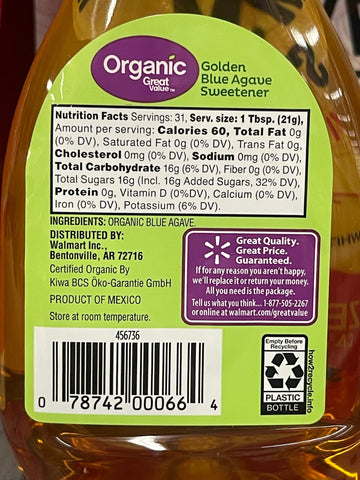 Organic
Great
Value™
Golden
Blue Agave
Sweetener
Nutrition Facts Servings: 31, Serv. size: 1 Tbsp. (21g),
Amount per serving: Calories 60, Total Fat 0g
(0% DV), Saturated Fat 0g (0% DV), Trans Fat 0g,
Cholesterol 0mg (0% DV), Sodium 0mg (0% DV),
Total Carbohydrate 16g (6% DV), Fiber 0g (0% DV),
Total Sugars 16g (Incl. 16g Added Sugars, 32% DV),
Protein 0g, Vitamin D (0% DV), Calcium (0% DV),
Iron (0% DV), Potassium (6% DV).
INGREDIENTS: ORGANIC BLUE AGAVE.
DISTRIBUTED BY:
Walmart Inc.,
Bentonville, AR 72716
Certified Organic By
Kiwa BCS Öko-Garantie GmbH
PRODUCT OF MEXICO
Store at room temperature.
Great Quality.
Great Price.
Guaranteed.
If for any reason you aren't happy,
we'll replace it or return your money.
All you need is the package.
Tell us what you think... 1-877-505-2267
or online at walmart.com/greatvalue
456736
0 78742 00066 4
Empty Before
Recycling
PLASTIC
BOTTLE
how2recycle.info